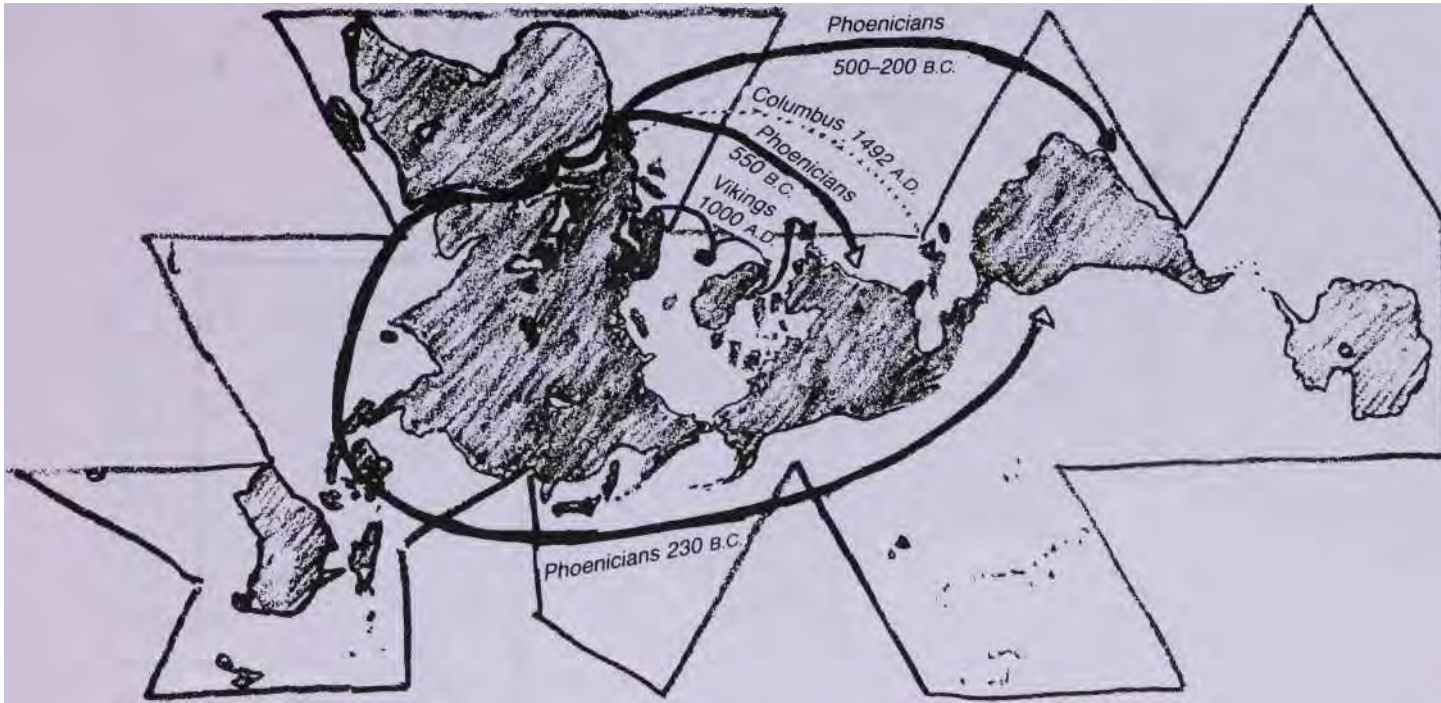 Phoenicians
500–200 B.C.
Columbus 1492 A.D.
Phoenicians
550 B.C.
Vikings
1000 A.D.
Phoenicians 230 B.C.